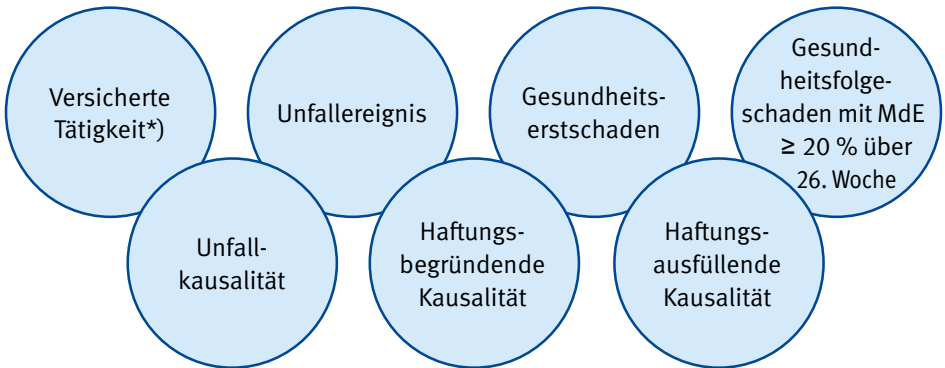 Versicherte
Tätigkeit*)
Unfallereignis
Gesundheits-
erstschaden
Gesund-
heitsfolge-
schaden mit MdE
≥ 20 % über
26. Woche
Unfall-
kausalität
Haftungs-
begründende
Kausalität
Haftungs-
ausfüllende
Kausalität